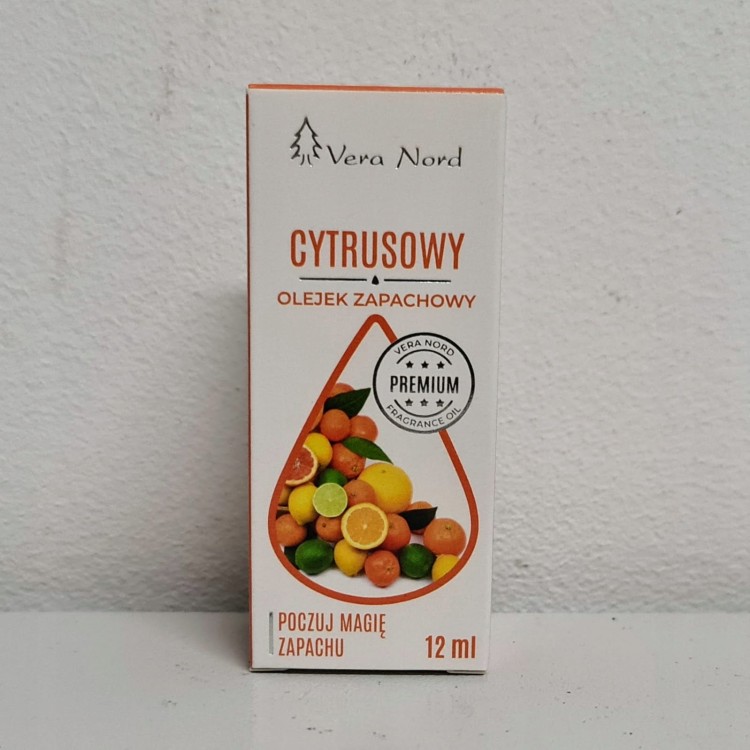 Vera Nord
CYTRUSOWY
OLEJEK ZAPACHOWY
VERA NORD
PREMIUM
FRAGRANCE OIL
POCZUJ MAGIĘ
ZAPACHU
12 ml